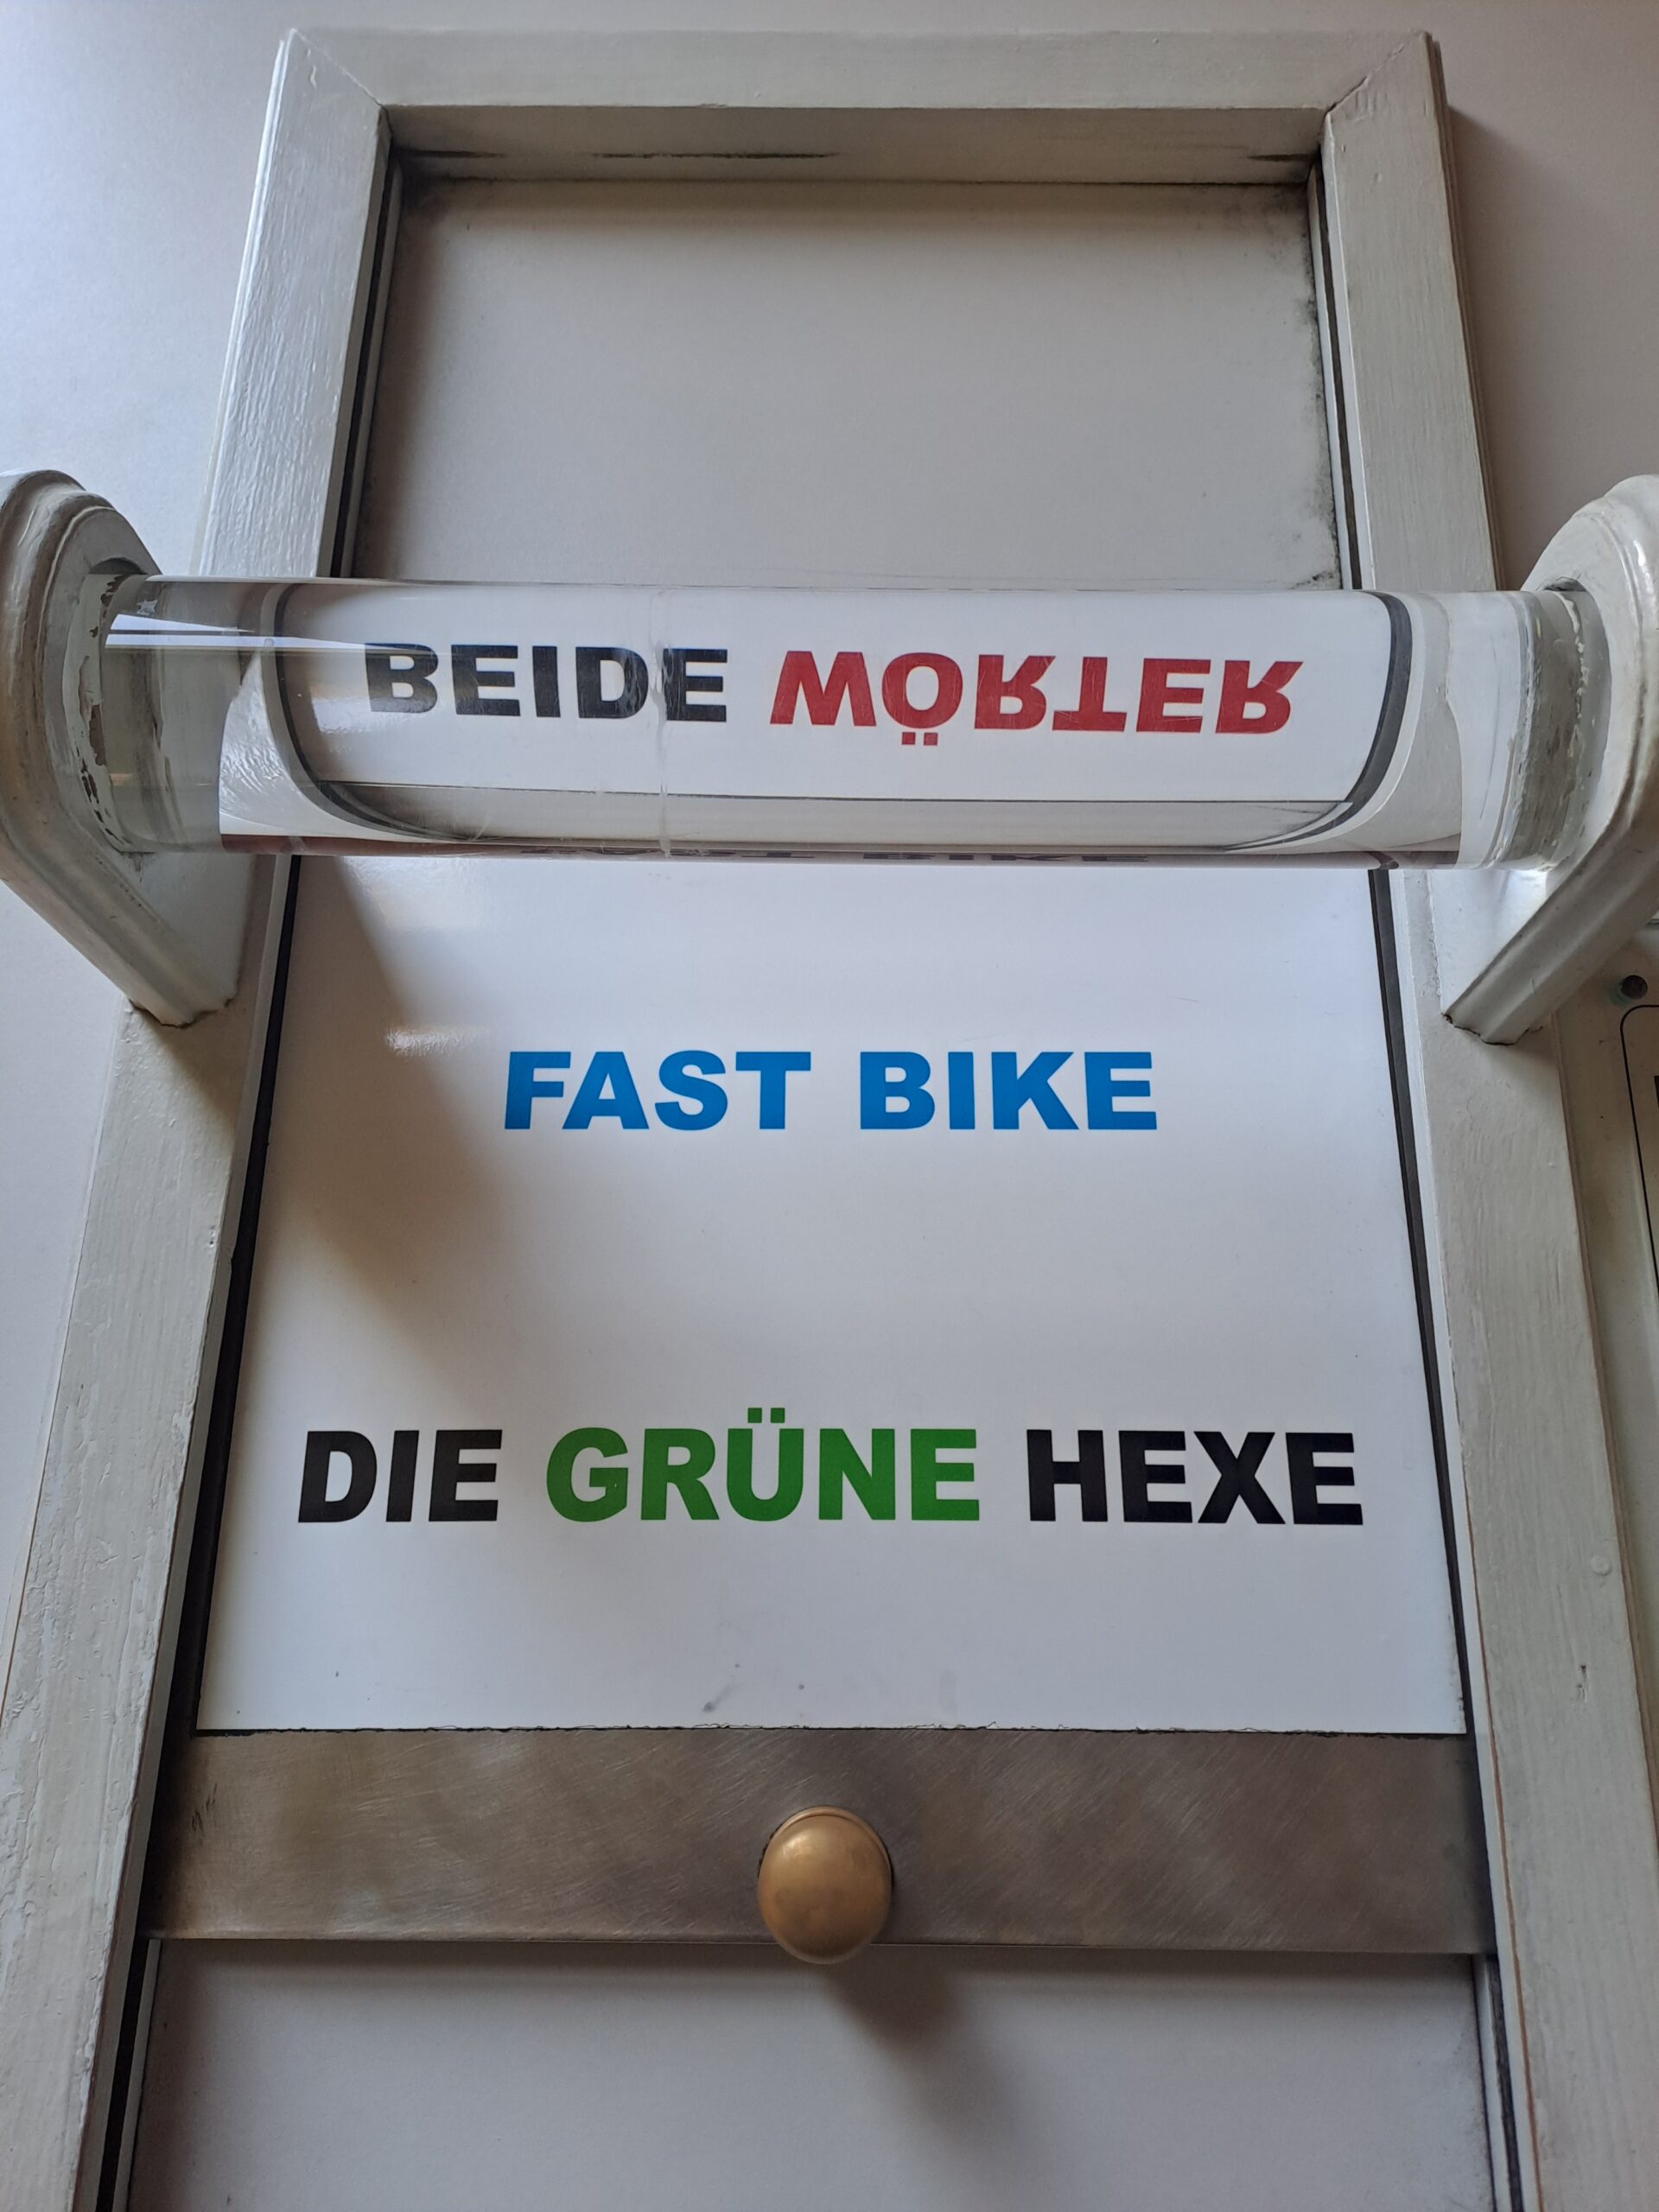 BEIDE WÖRTER
FAST BIKE
DIE GRÜNE HEXE